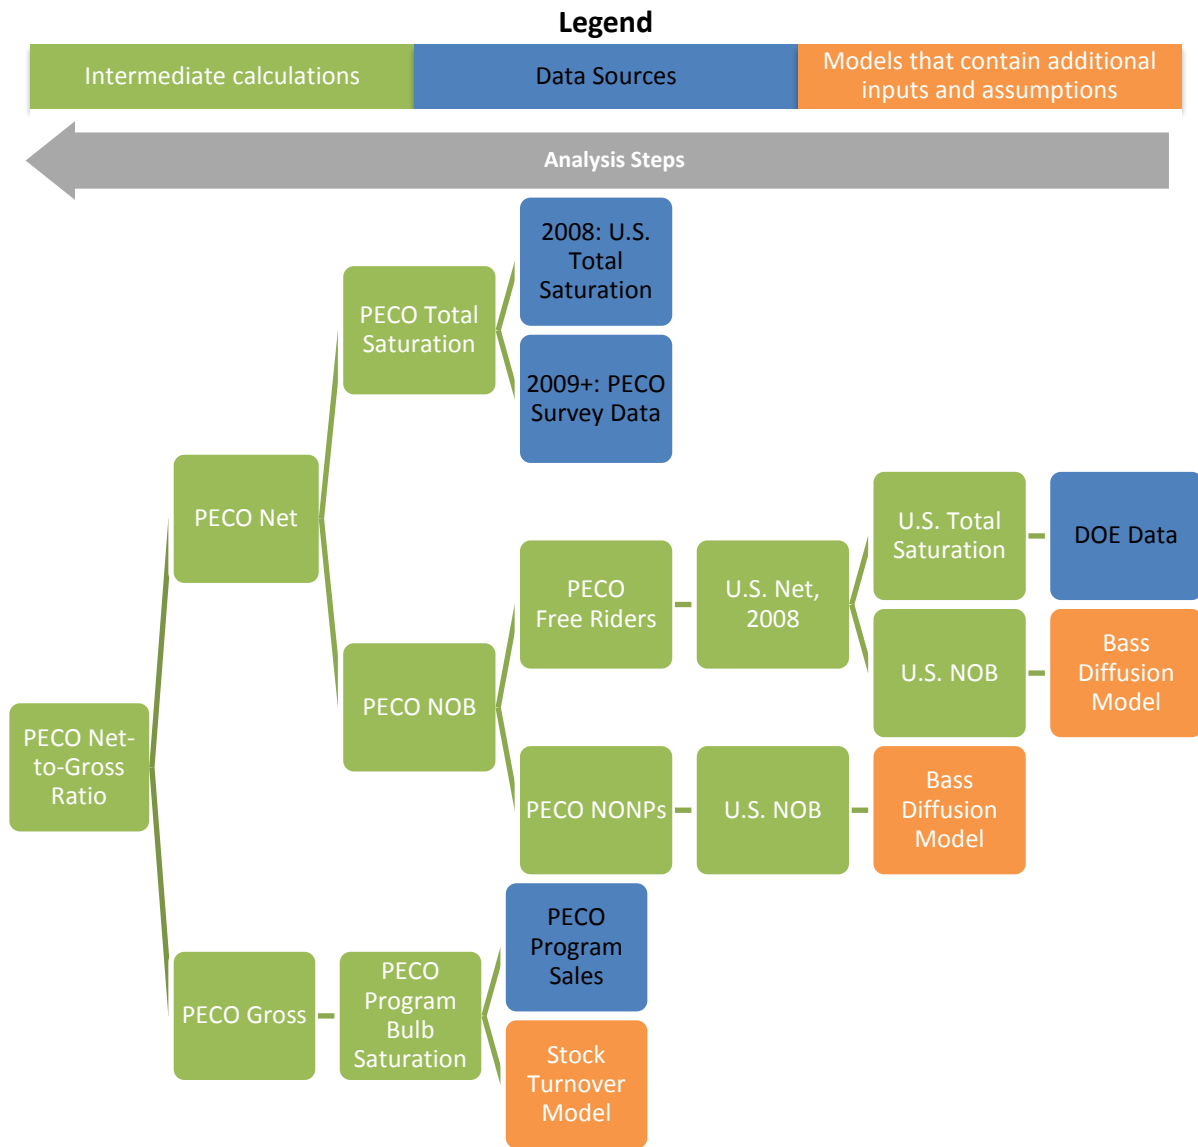 Legend
Intermediate calculations
Data Sources
Models that contain additional
inputs and assumptions
Analysis Steps
2008: U.S.
Total
Saturation
PECO Total
Saturation
2009+: PECO
Survey Data
PECO Net
U.S. Total
Saturation
DOE Data
PECO
Free Riders
U.S. Net,
2008
U.S. NOB
Bass
Diffusion
Model
PECO NOB
PECO Net-
to-Gross
Ratio
PECO NONPs
U.S. NOB
Bass
Diffusion
Model
PECO
Program
Sales
PECO Gross
PECO
Program
Bulb
Saturation
Stock
Turnover
Model